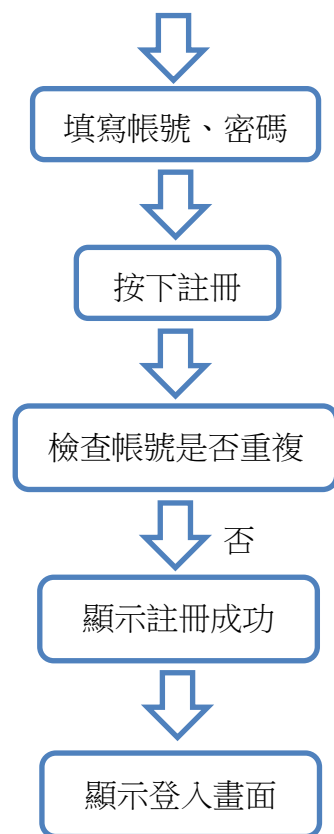 填寫帳號、密碼
按下註冊
檢查帳號是否重複
否
顯示註冊成功
顯示登入畫面